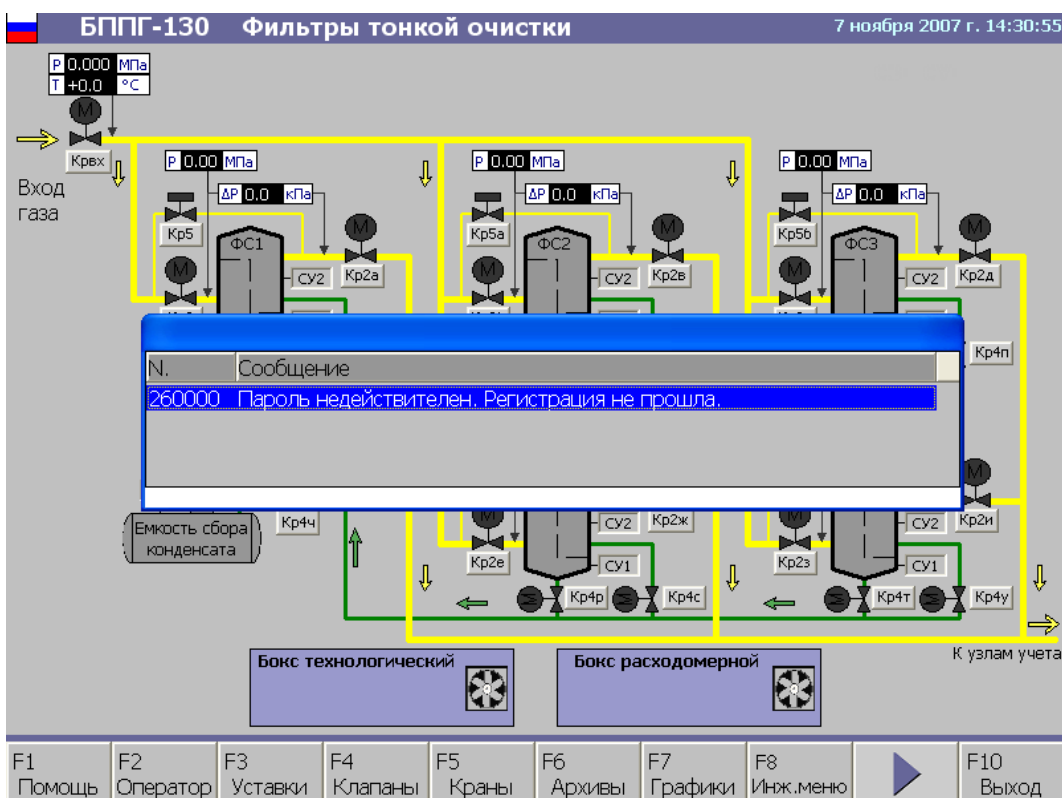 БППГ-130 Фильтры тонкой очистки 7 ноября 2007 г. 14:30:55
P 0.000 МПа
T +0.0 °C
M
Крвх
Вход
газа
P 0.00 МПа P 0.00 МПа P 0.00 МПа
ΔP 0.0 кПа ΔP 0.0 кПа ΔP 0.0 кПа
Кр5 ФС1 M Кр5а ФС2 M Кр5б ФС3 M
M СУ2 Кр2а M СУ2 Кр2в M СУ2 Кр2д
Кр4п
N. Сообщение
260000 Пароль недействителен. Регистрация не прошла.
M
Емкость сбора
конденсата
Кр4ч M СУ2 Кр2ж M СУ2 Кр2и
Кр2е СУ1 Кр2з СУ1
Кр4р Кр4с Кр4т Кр4у
К узлам учета
Бокс технологический Бокс расходомерной
F1 F2 F3 F4 F5 F6 F7 F8 F10
Помощь Оператор Уставки Клапаны Краны Архивы Графики Инж.меню Выход